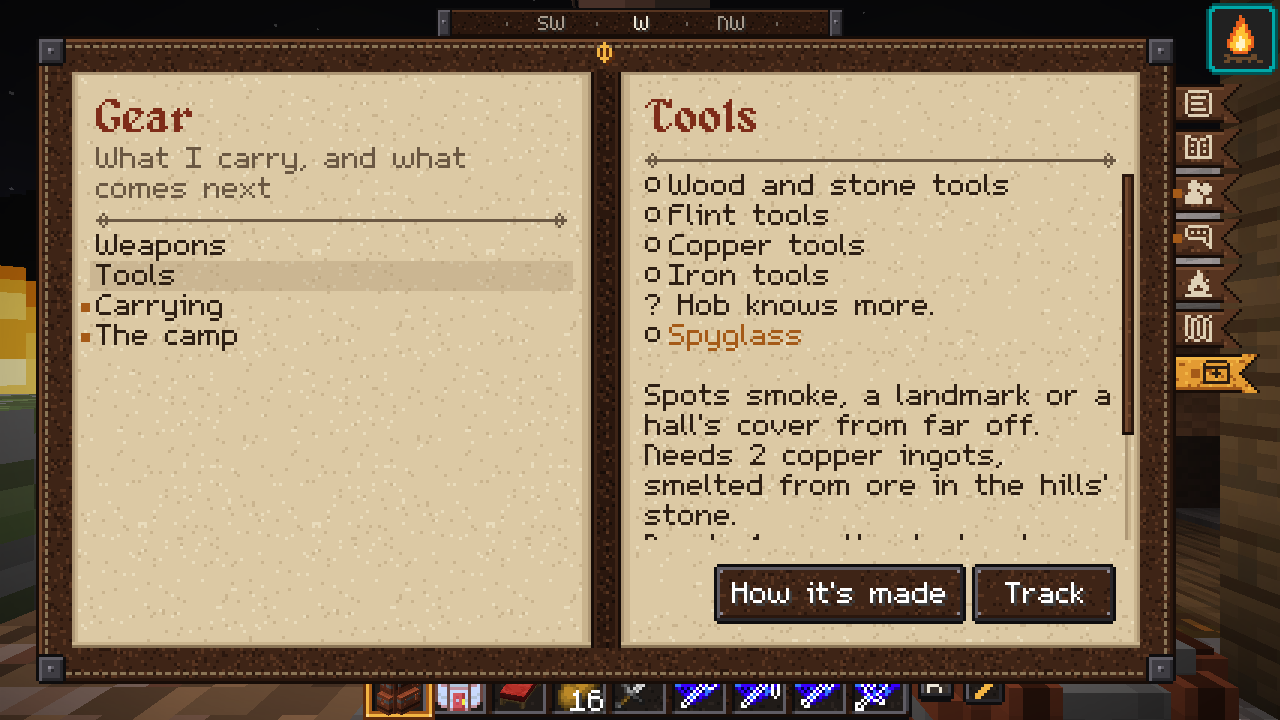 SW W NW
Gear
What I carry, and what
comes next
Weapons
Tools
Carrying
The camp
Tools
Wood and stone tools
Flint tools
Copper tools
Iron tools
? Hob knows more.
Spyglass
Spots smoke, a landmark or a
hall's cover from far off.
Needs 2 copper ingots,
smelted from ore in the hills'
stone.
How it's made
Track
16